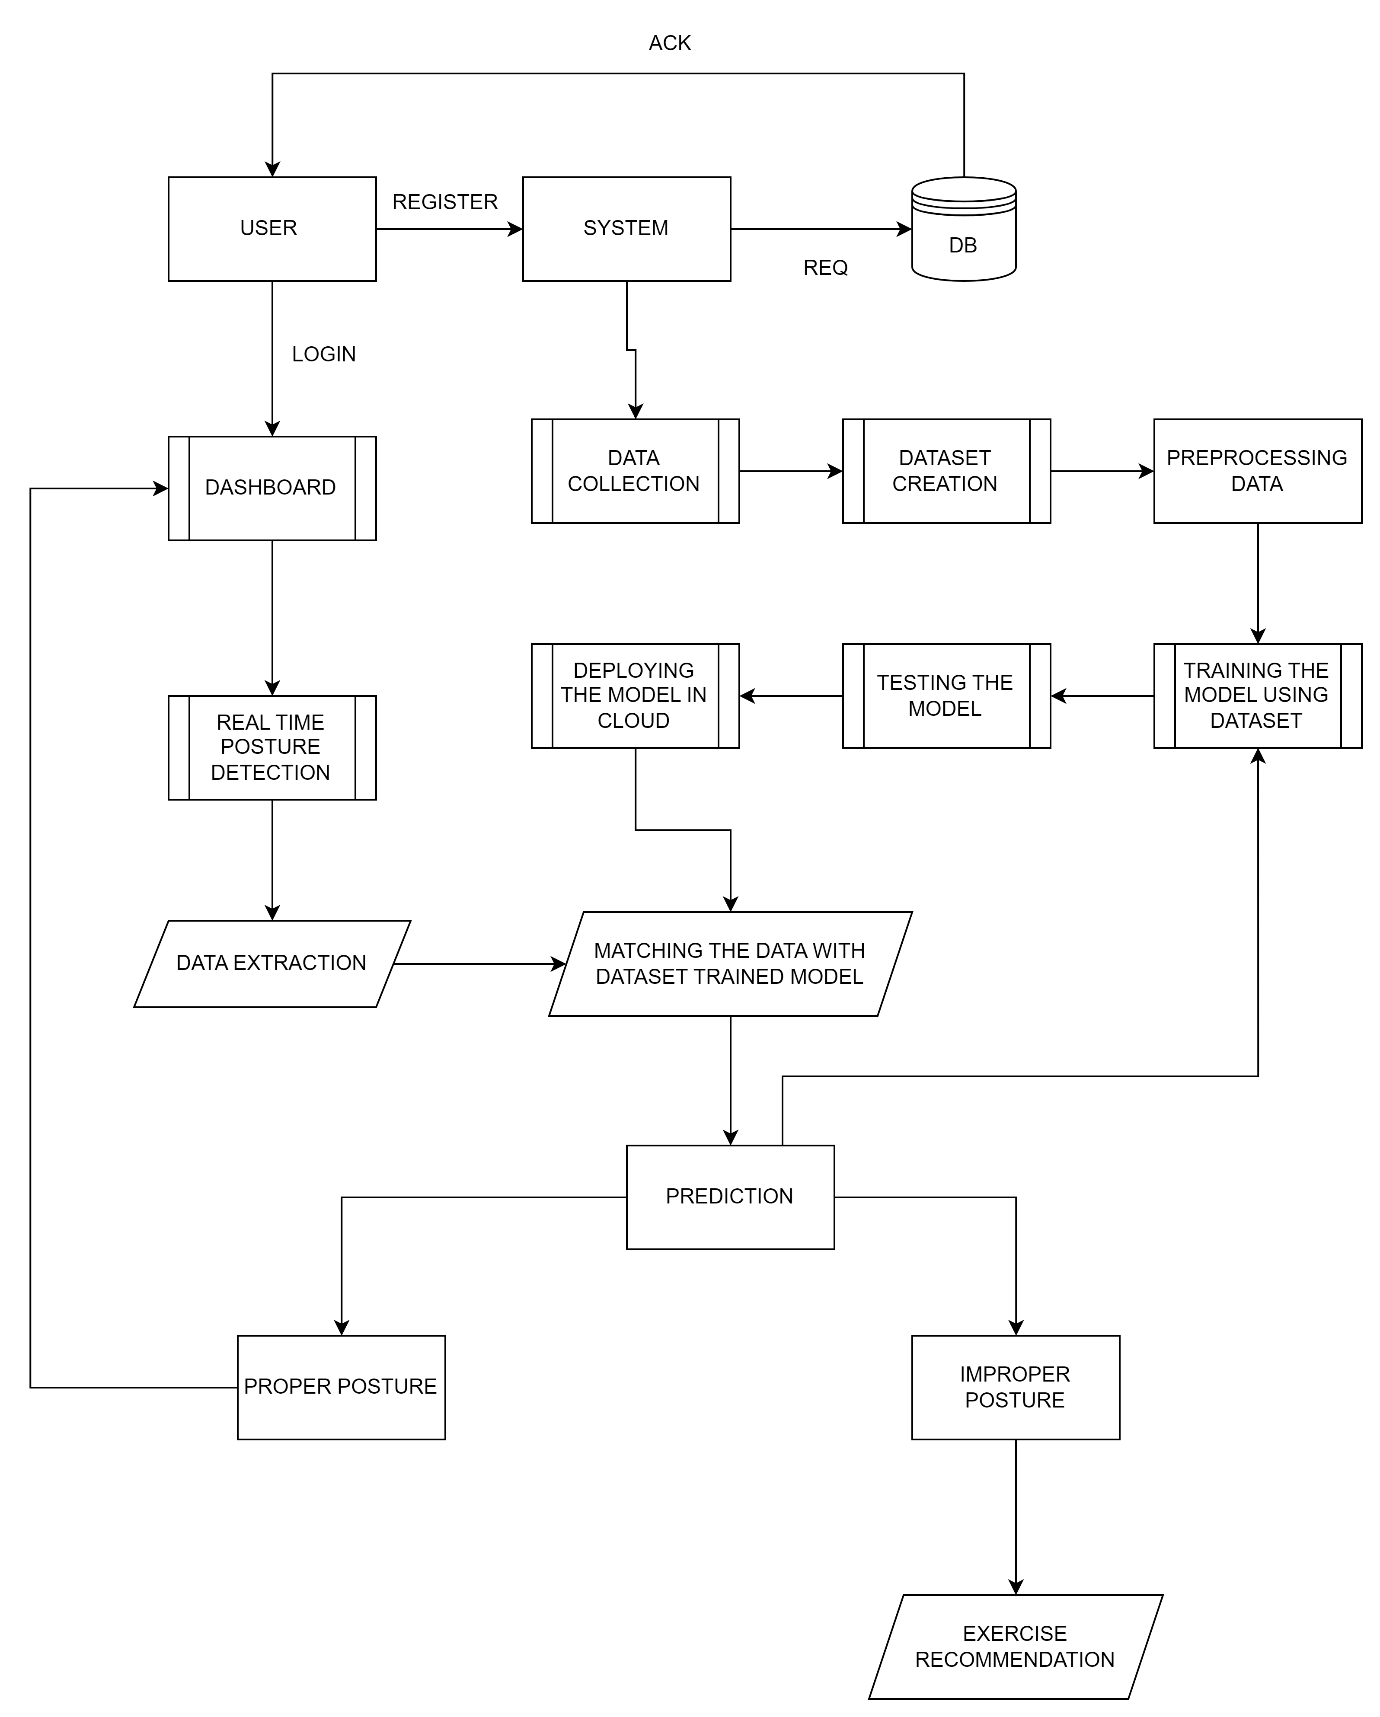 ACK
USER
REGISTER
SYSTEM
REQ
DB
LOGIN
DASHBOARD
DATA
COLLECTION
DATASET
CREATION
PREPROCESSING
DATA
REAL TIME
POSTURE
DETECTION
DEPLOYING
THE MODEL IN
CLOUD
TESTING THE
MODEL
TRAINING THE
MODEL USING
DATASET
DATA EXTRACTION
MATCHING THE DATA WITH
DATASET TRAINED MODEL
PREDICTION
PROPER POSTURE
IMPROPER
POSTURE
EXERCISE
RECOMMENDATION